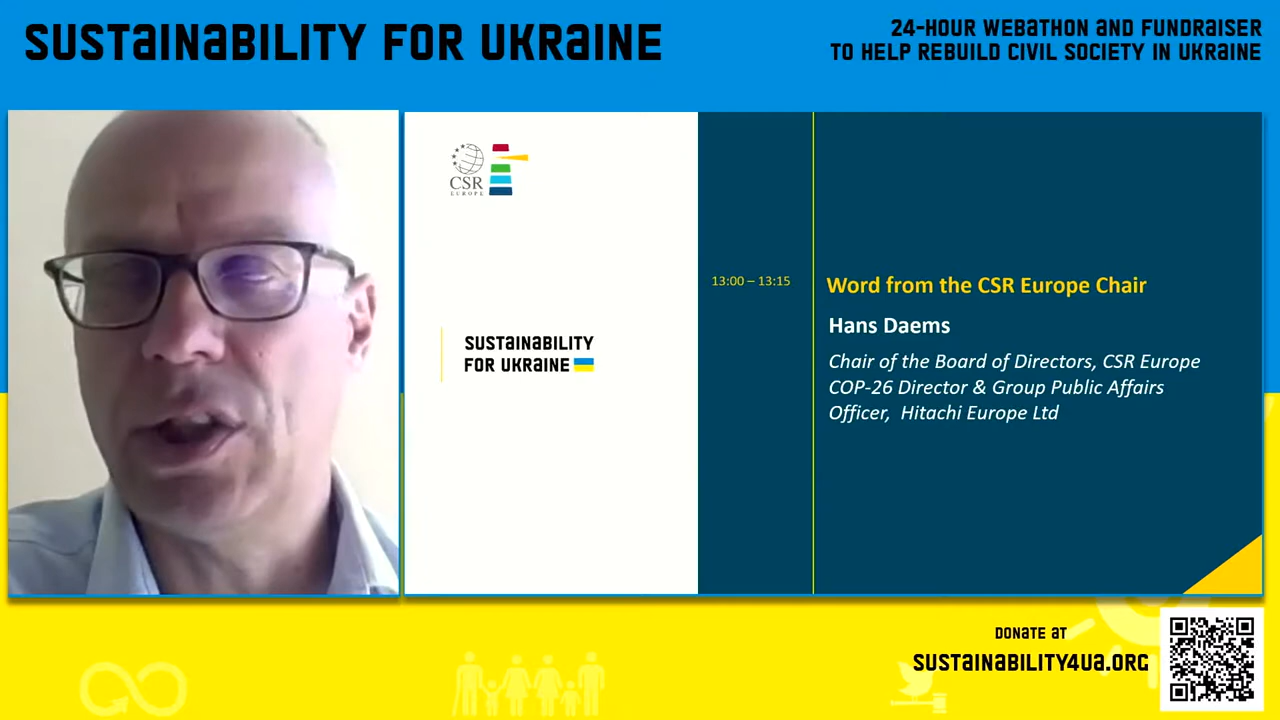 SUSTAINABILITY FOR UKRAINE
24-HOUR WEBATHON AND FUNDRAISER
TO HELP REBUILD CIVIL SOCIETY IN UKRAINE
CSR
EUROPE
SUSTAINABILITY
FOR UKRAINE
13:00 – 13:15
Word from the CSR Europe Chair
Hans Daems
Chair of the Board of Directors, CSR Europe
COP-26 Director & Group Public Affairs
Officer, Hitachi Europe Ltd
DONATE AT
SUSTAINABILITY4UA.ORG